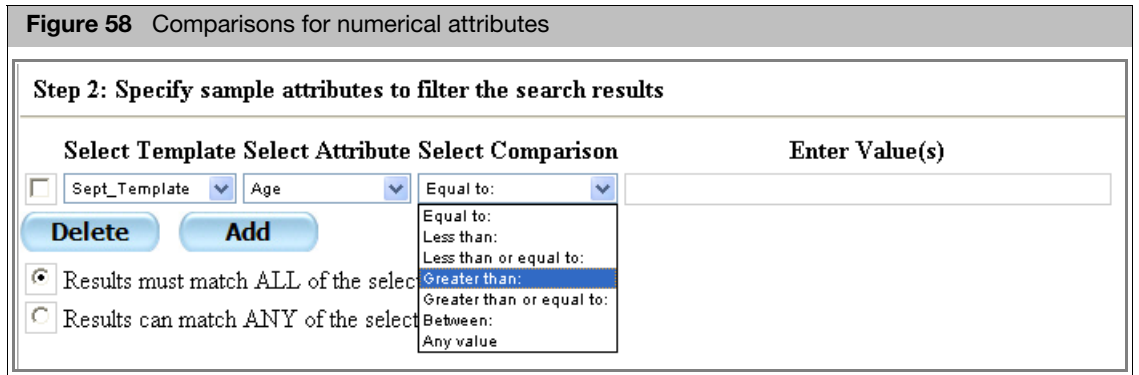 Figure 58 Comparisons for numerical attributes
Step 2: Specify sample attributes to filter the search results
Select Template Select Attribute Select Comparison Enter Value(s)
Sept_Template Age Equal to:
Equal to:
Less than:
Less than or equal to:
Greater than:
Greater than or equal to:
Between:
Any value
Delete Add
Results must match ALL of the selec
Results can match ANY of the select